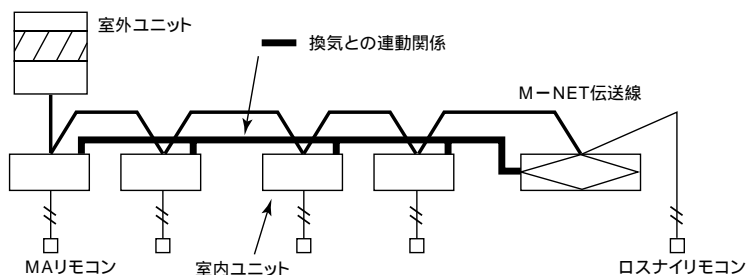 室外ユニット
換気との連動関係
M－NET伝送線
MAリモコン
室内ユニット
ロスナイリモコン